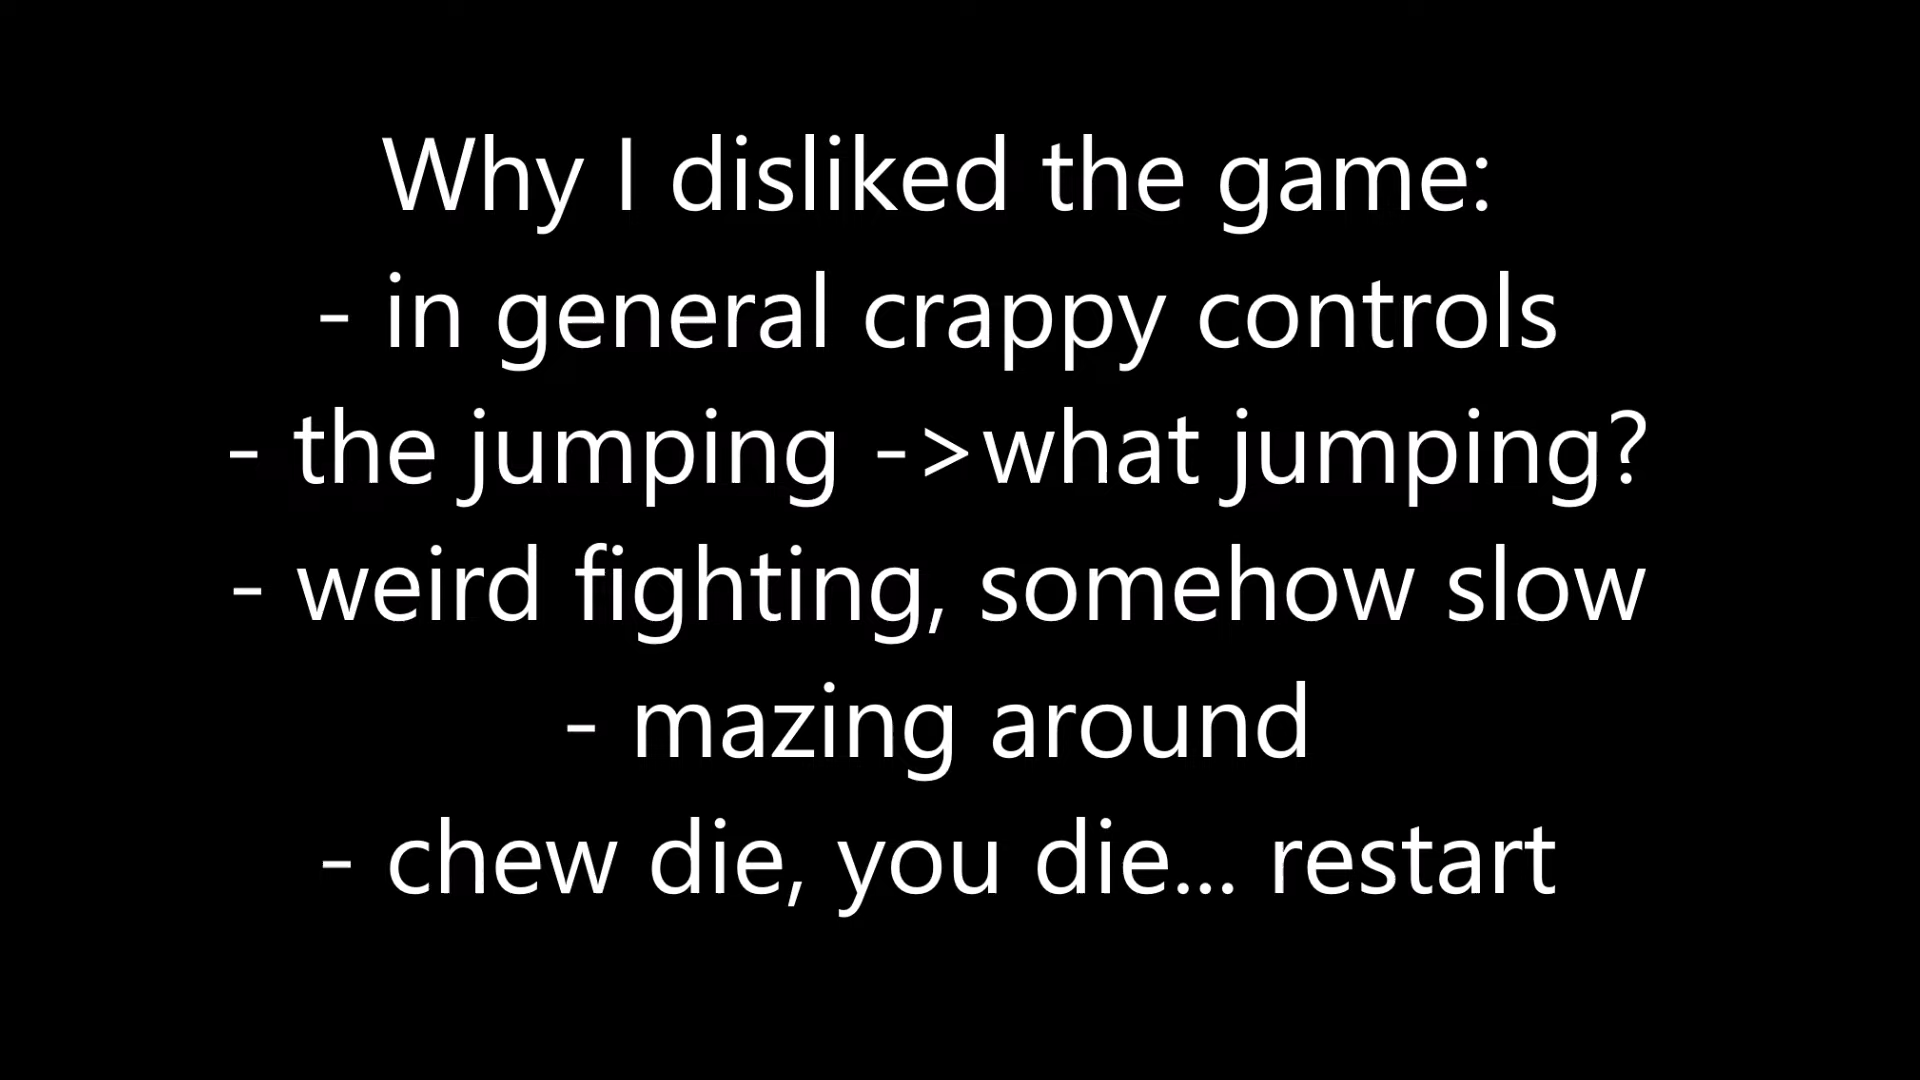 Why I disliked the game:
- in general crappy controls
- the jumping ->what jumping?
- weird fighting, somehow slow
- mazing around
- chew die, you die... restart